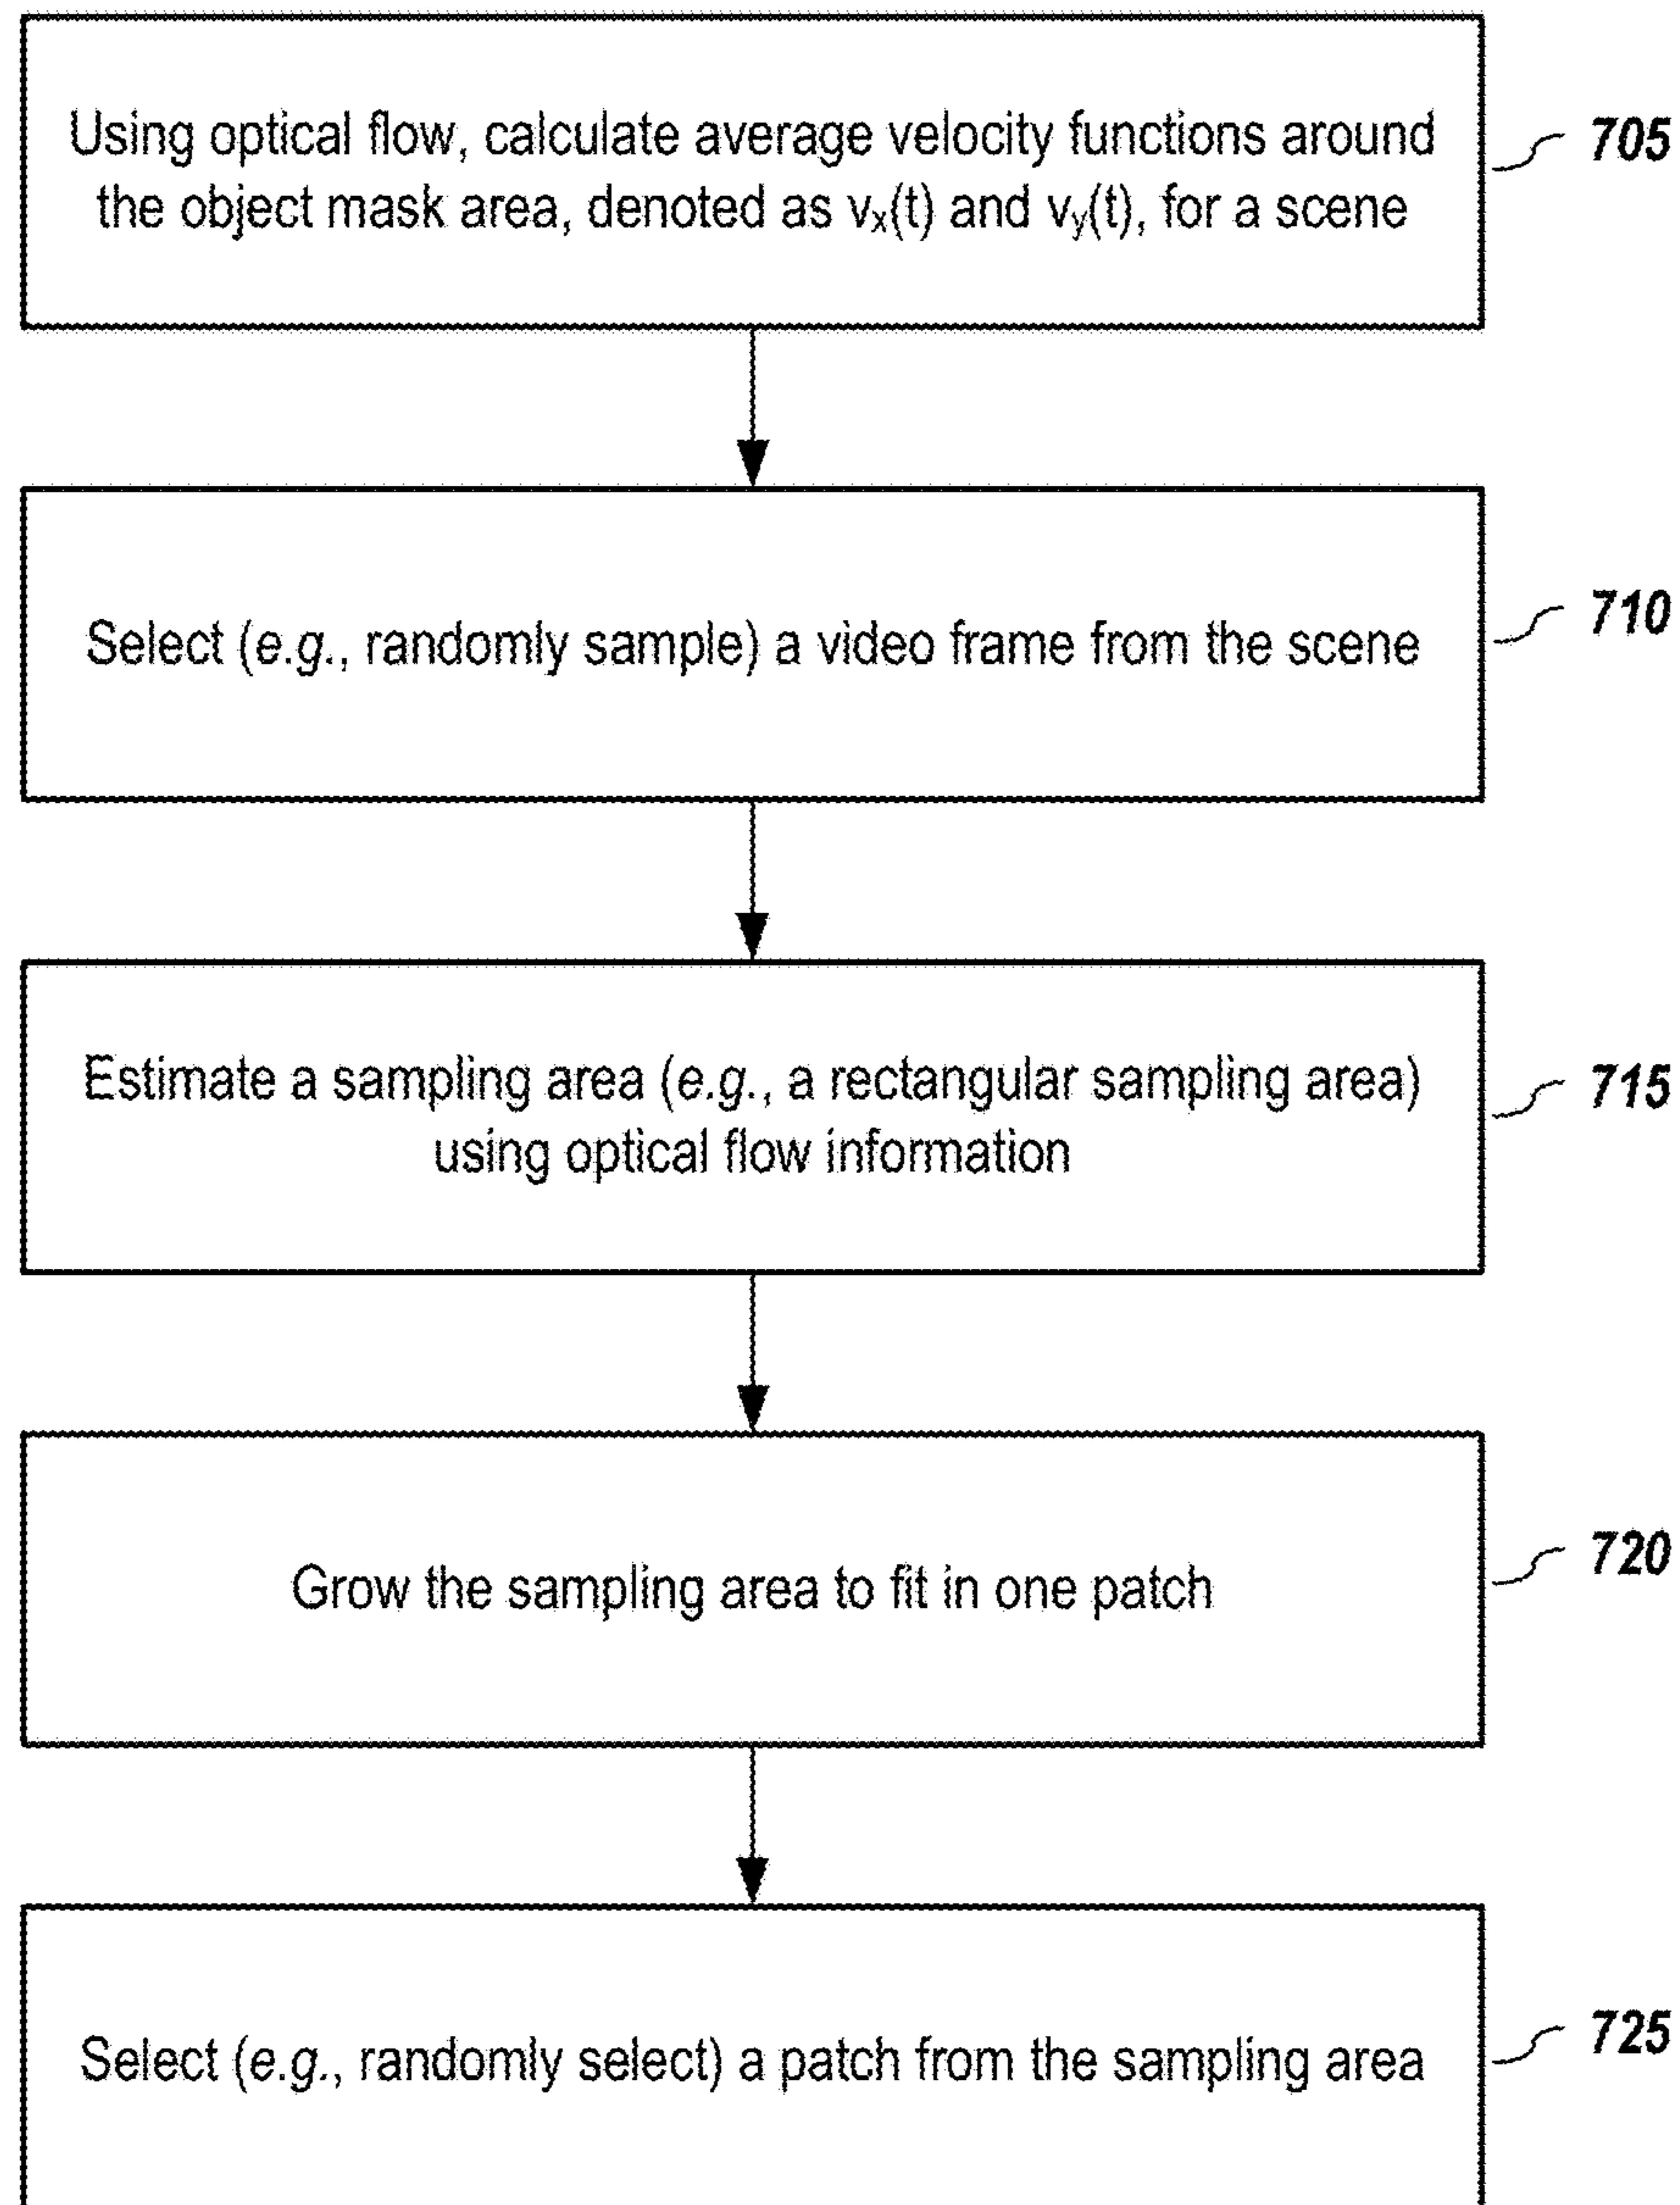 Using optical flow, calculate average velocity functions around
the object mask area, denoted as vₓ(t) and vᵧ(t), for a scene
705
Select (e.g., randomly sample) a video frame from the scene
710
Estimate a sampling area (e.g., a rectangular sampling area)
using optical flow information
715
Grow the sampling area to fit in one patch
720
Select (e.g., randomly select) a patch from the sampling area
725